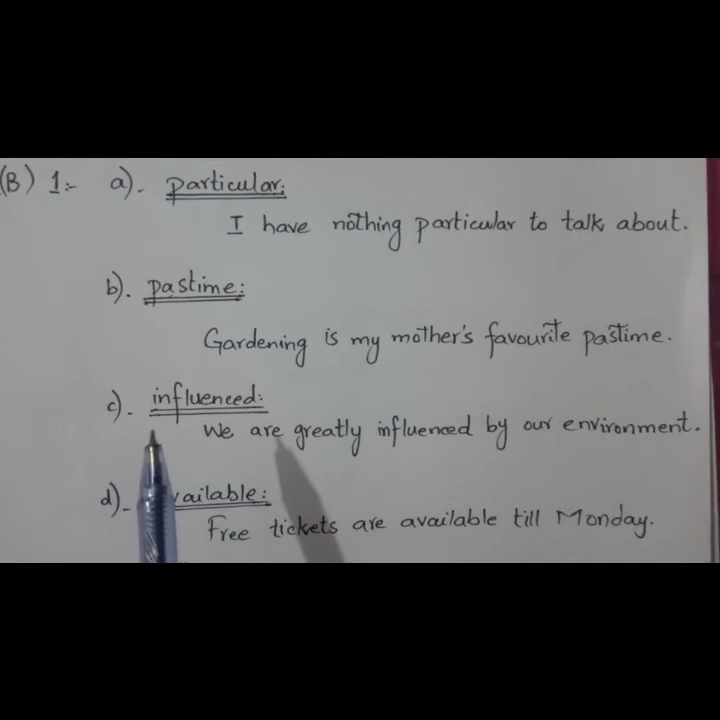 (B) 1:- a)- particular:
I have nothing particular to talk about.
b). pastime:
Gardening is my mother's favourite pastime.
c)- influenced:
We are greatly influenced by our environment.
d)- vailable:
Free tickets are available till Monday.